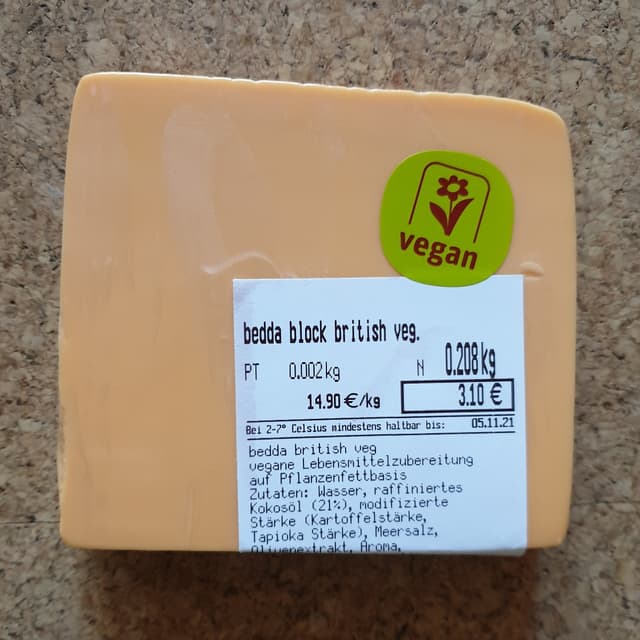 vegan
bedda block british veg.
PT 0.002kg N 0.208kg
14.90 €/kg 3.10 €
Bei 2-7° Celsius mindestens haltbar bis: 05.11.21
bedda british veg
vegane Lebensmittelzubereitung
auf Pflanzenfettbasis
Zutaten: Wasser, raffiniertes
Kokosöl (21%), modifizierte
Stärke (Kartoffelstärke,
Tapioka Stärke), Meersalz,
Olivenextrakt, Aroma,